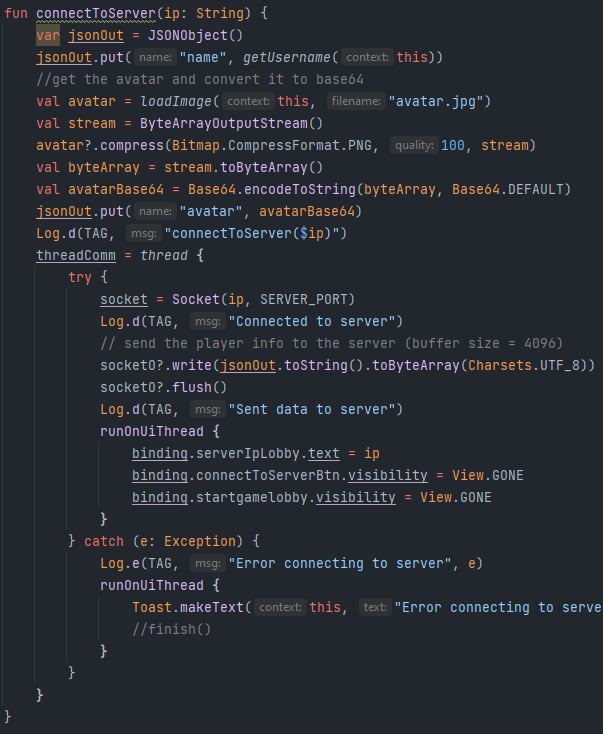 fun connectToServer(ip: String) {
var jsonOut = JSONObject()
jsonOut.put( name: "name", getUsername( context: this))
//get the avatar and convert it to base64
val avatar = loadImage( context: this, filename: "avatar.jpg")
val stream = ByteArrayOutputStream()
avatar?.compress(Bitmap.CompressFormat.PNG, quality: 100, stream)
val byteArray = stream.toByteArray()
val avatarBase64 = Base64.encodeToString(byteArray, Base64.DEFAULT)
jsonOut.put( name: "avatar", avatarBase64)
Log.d(TAG, msg: "connectToServer($ip)")
threadComm = thread {
try {
socket = Socket(ip, SERVER_PORT)
Log.d(TAG, msg: "Connected to server")
// send the player info to the server (buffer size = 4096)
socketO?.write(jsonOut.toString().toByteArray(Charsets.UTF_8))
socketO?.flush()
Log.d(TAG, msg: "Sent data to server")
runOnUiThread {
binding.serverIpLobby.text = ip
binding.connectToServerBtn.visibility = View.GONE
binding.startgamelobby.visibility = View.GONE
}
} catch (e: Exception) {
Log.e(TAG, msg: "Error connecting to server", e)
runOnUiThread {
Toast.makeText( context: this, text: "Error connecting to serve
//finish()
}
}
}
}